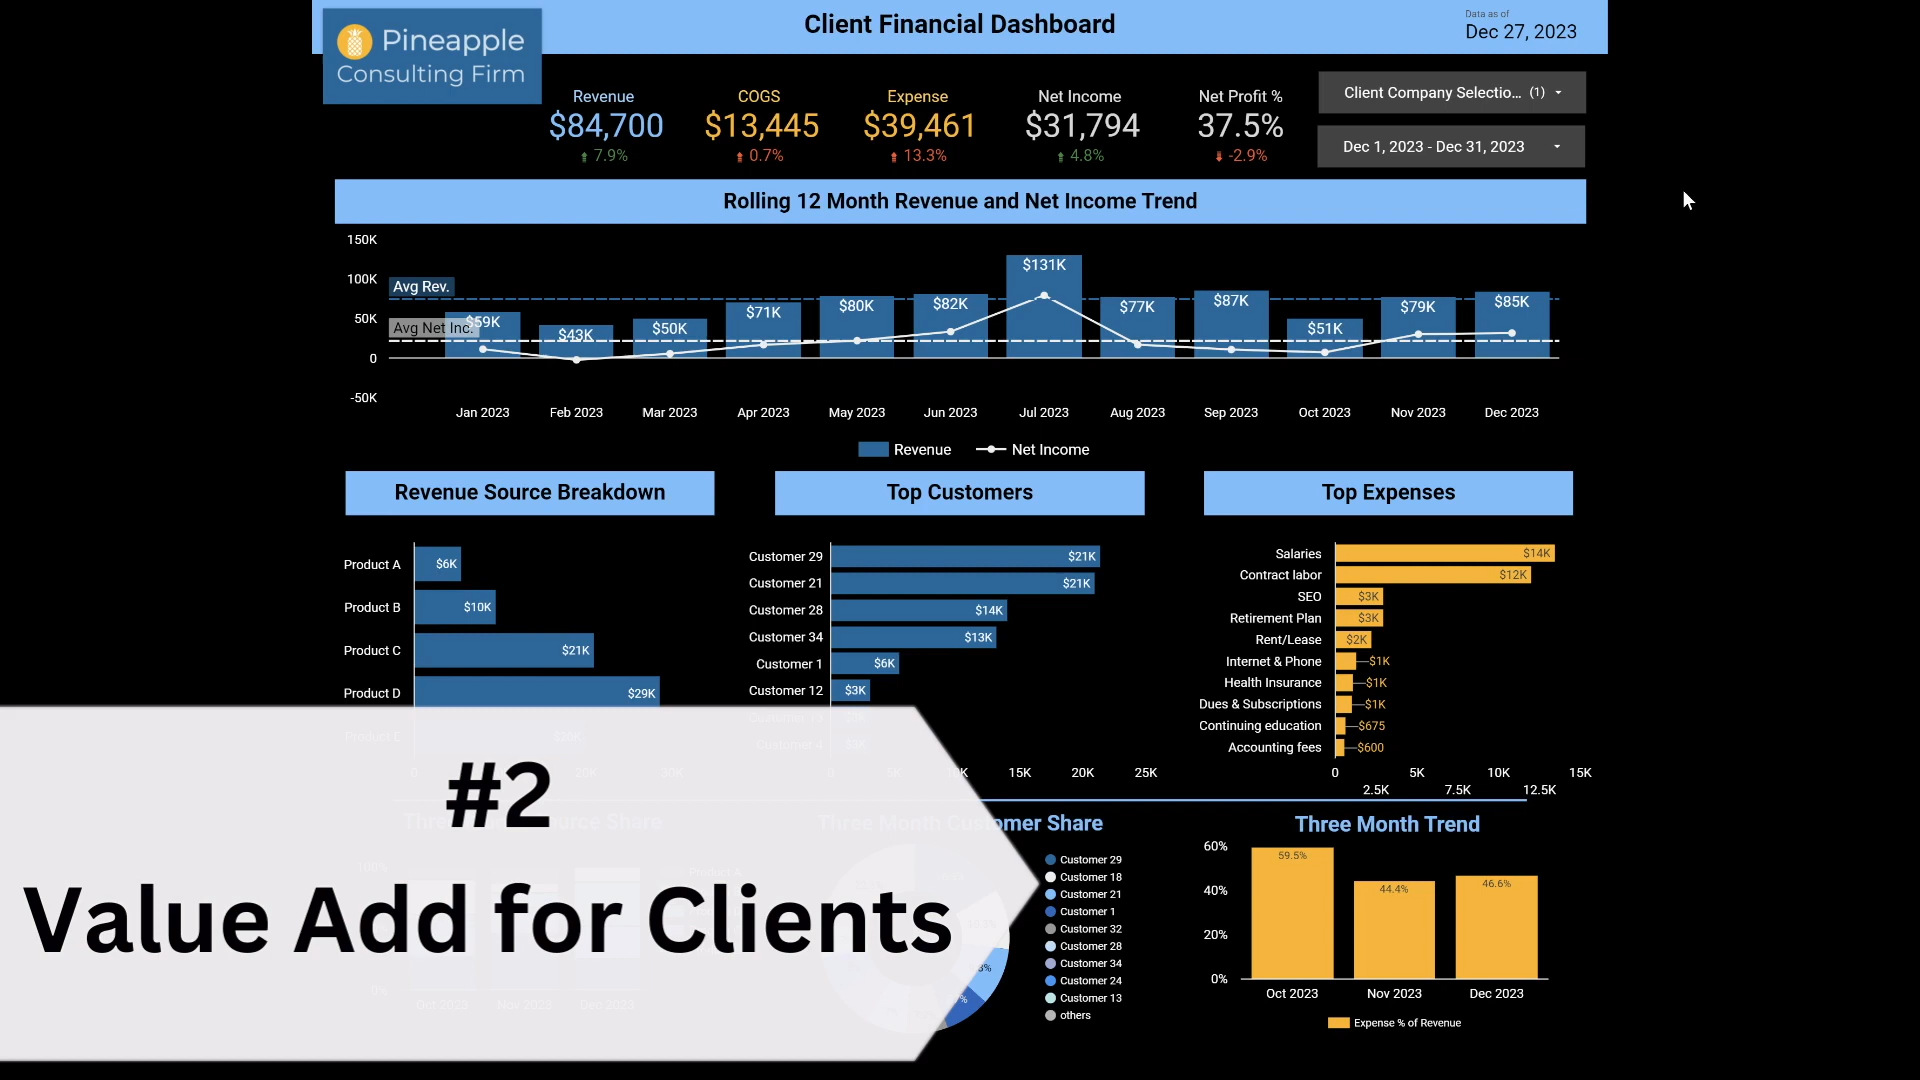 Client Financial Dashboard
Data as of
Dec 27, 2023
Pineapple
Consulting Firm
Revenue
$84,700
7.9%
COGS
$13,445
0.7%
Expense
$39,461
13.3%
Net Income
$31,794
4.8%
Net Profit %
37.5%
-2.9%
Client Company Selectio... (1)
Dec 1, 2023 - Dec 31, 2023
Rolling 12 Month Revenue and Net Income Trend
150K
100K
50K
0
-50K
Avg Rev.
Avg Net Inc.
$59K
$43K
$50K
$71K
$80K
$82K
$131K
$77K
$87K
$51K
$79K
$85K
Jan 2023
Feb 2023
Mar 2023
Apr 2023
May 2023
Jun 2023
Jul 2023
Aug 2023
Sep 2023
Oct 2023
Nov 2023
Dec 2023
Revenue
Net Income
Revenue Source Breakdown
Product A $6K
Product B $10K
Product C $21K
Product D $29K
Top Customers
Customer 29 $21K
Customer 21 $21K
Customer 28 $14K
Customer 34 $13K
Customer 1 $6K
Customer 12 $3K
15K 20K 25K
Top Expenses
Salaries $14K
Contract labor $12K
SEO $3K
Retirement Plan $3K
Rent/Lease $2K
Internet & Phone $1K
Health Insurance $1K
Dues & Subscriptions $1K
Continuing education $675
Accounting fees $600
0 5K 10K 15K
2.5K 7.5K 12.5K
#2
Value Add for Clients
Three Month Customer Share
Customer 29
Customer 18
Customer 21
Customer 1
Customer 32
Customer 28
Customer 34
Customer 24
Customer 13
others
Three Month Trend
60%
40%
20%
0%
59.5%
44.4%
46.6%
Oct 2023
Nov 2023
Dec 2023
Expense % of Revenue